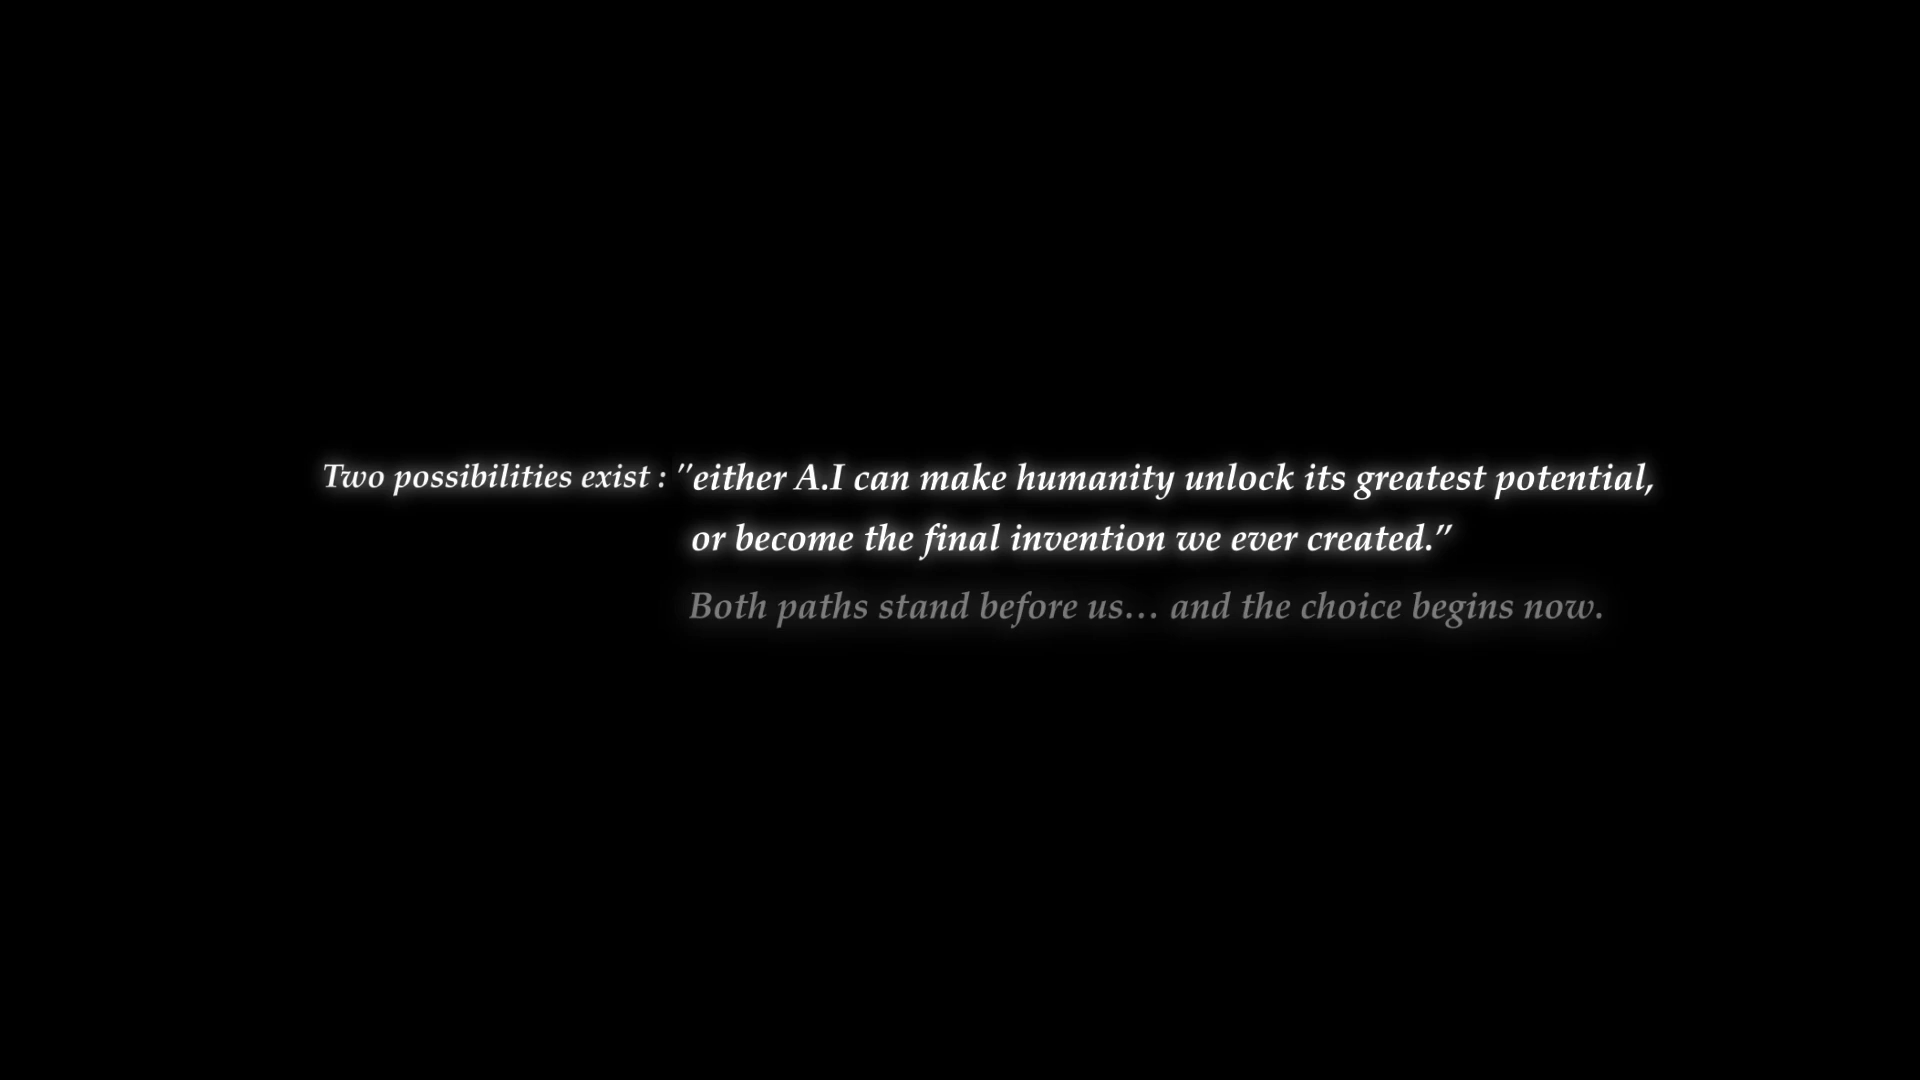 Two possibilities exist : "either A.I can make humanity unlock its greatest potential,
or become the final invention we ever created.”
Both paths stand before us... and the choice begins now.